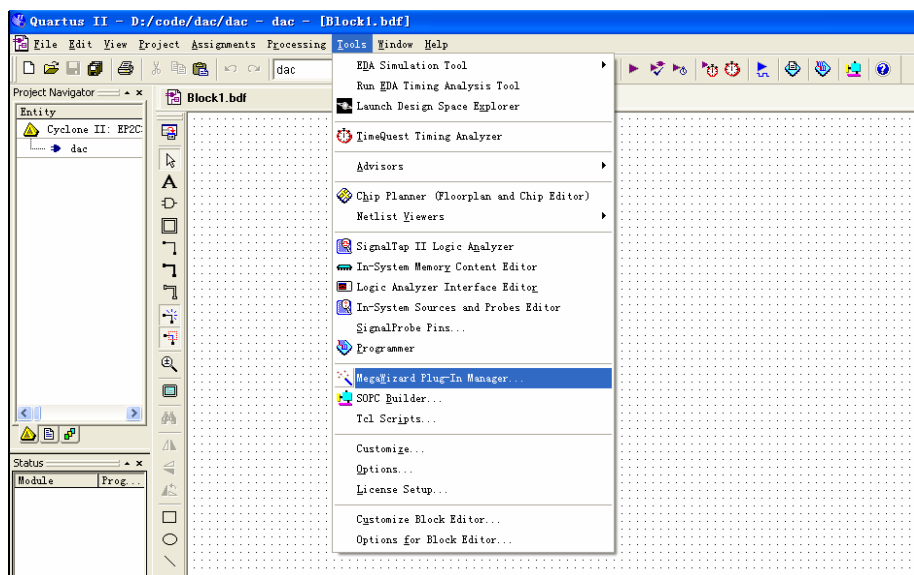 Quartus II - D:/code/dac/dac - dac - [Block1.bdf]
File Edit View Project Assignments Processing Tools Window Help
dac
Project Navigator
Entity
Cyclone II: EP2C
dac
Block1.bdf
A
EDA Simulation Tool
Run EDA Timing Analysis Tool
Launch Design Space Explorer
TimeQuest Timing Analyzer
Advisors
Chip Planner (Floorplan and Chip Editor)
Netlist Viewers
SignalTap II Logic Analyzer
In-System Memory Content Editor
Logic Analyzer Interface Editor
In-System Sources and Probes Editor
SignalProbe Pins...
Programmer
MegaWizard Plug-In Manager...
SOPC Builder...
Tcl Scripts...
Customize...
Options...
License Setup...
Customize Block Editor...
Options for Block Editor...
Status
Module Prog...